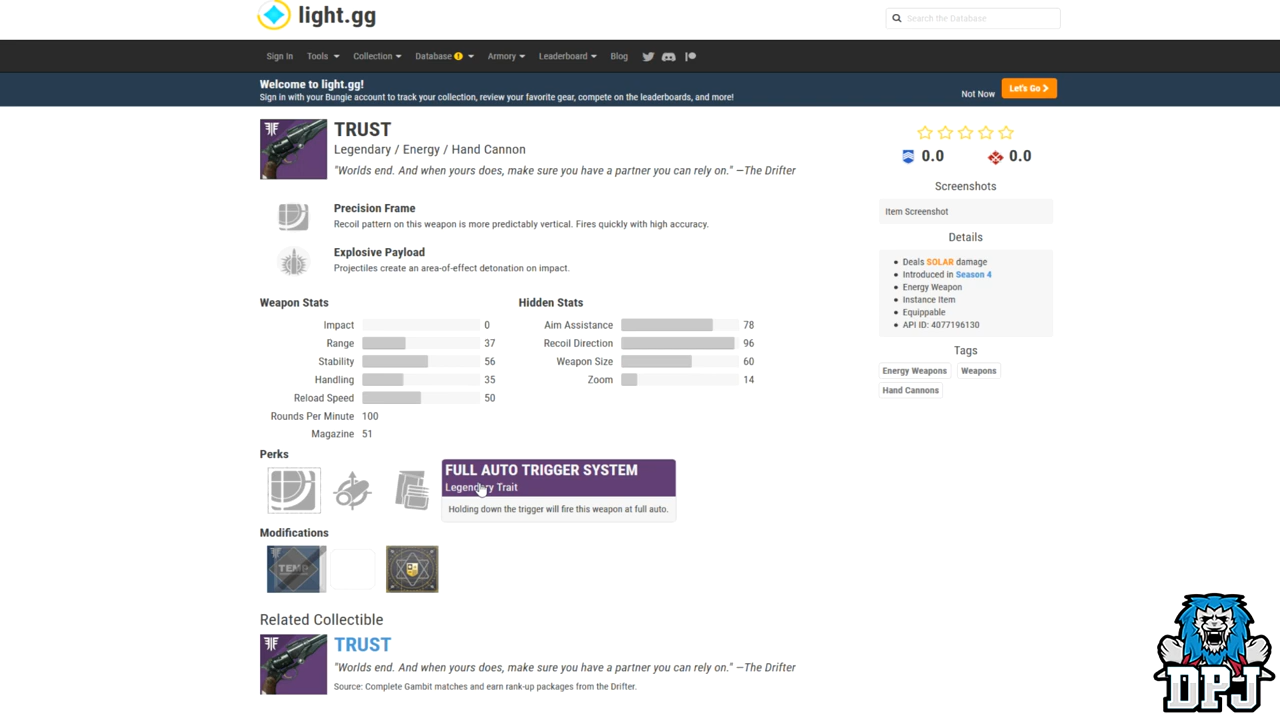 light.gg
Search the Database
Sign In Tools Collection Database Armory Leaderboard Blog
Welcome to light.gg!
Sign in with your Bungie account to track your collection, review your favorite gear, compete on the leaderboards, and more!
Not Now
Let's Go
TRUST
Legendary / Energy / Hand Cannon
"Worlds end. And when yours does, make sure you have a partner you can rely on." —The Drifter
0.0 0.0
Screenshots
Item Screenshot
Details
Deals SOLAR damage
Introduced in Season 4
Energy Weapon
Instance Item
Equippable
API ID: 4077196130
Tags
Energy Weapons Weapons
Hand Cannons
Precision Frame
Recoil pattern on this weapon is more predictably vertical. Fires quickly with high accuracy.
Explosive Payload
Projectiles create an area-of-effect detonation on impact.
Weapon Stats
Impact 0
Range 37
Stability 56
Handling 35
Reload Speed 50
Rounds Per Minute 100
Magazine 51
Hidden Stats
Aim Assistance 78
Recoil Direction 96
Weapon Size 60
Zoom 14
Perks
FULL AUTO TRIGGER SYSTEM
Legendary Trait
Holding down the trigger will fire this weapon at full auto.
Modifications
TEMP
Related Collectible
TRUST
"Worlds end. And when yours does, make sure you have a partner you can rely on." —The Drifter
Source: Complete Gambit matches and earn rank-up packages from the Drifter.
DPJ